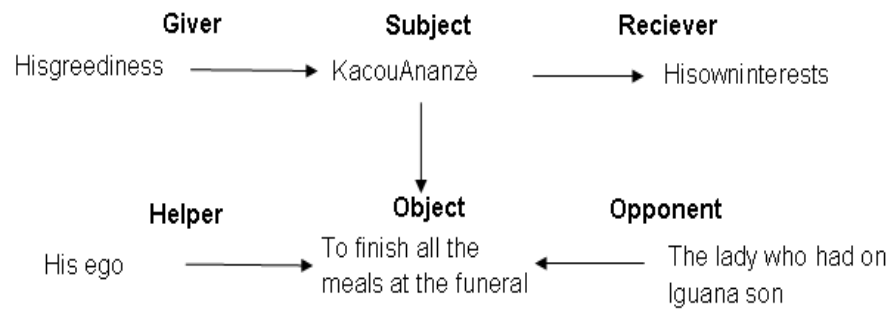 Giver Subject Reciever
Hisgreediness KacouAnanzè Hisowninterests
Helper Object Opponent
His ego To finish all the meals at the funeral The lady who had on Iguana son